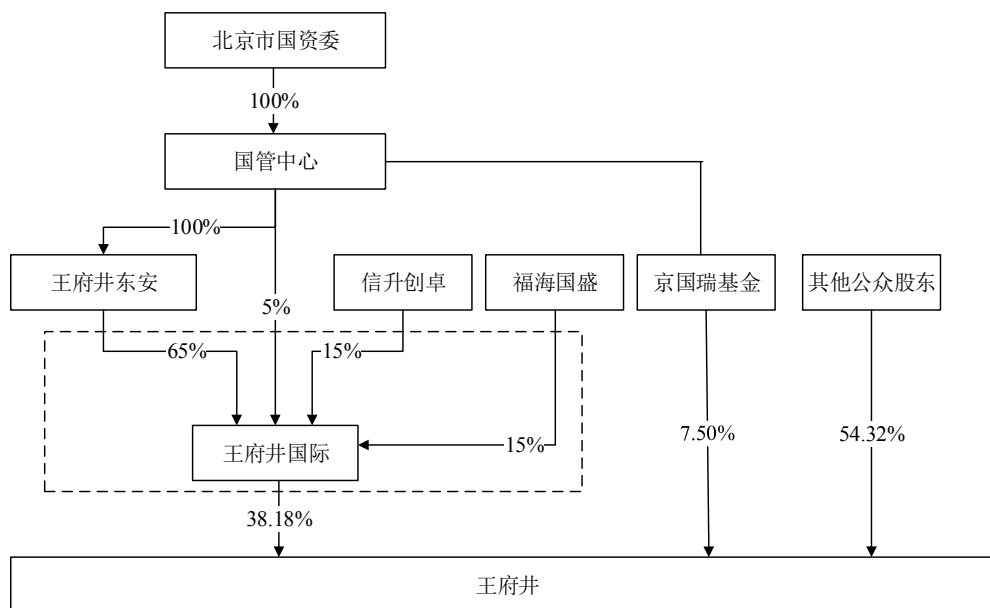 北京市国资委
100%
国管中心
100%
王府井东安
信升创卓
福海国盛
京国瑞基金
其他公众股东
5%
65%
15%
王府井国际
15%
7.50%
54.32%
38.18%
王府井